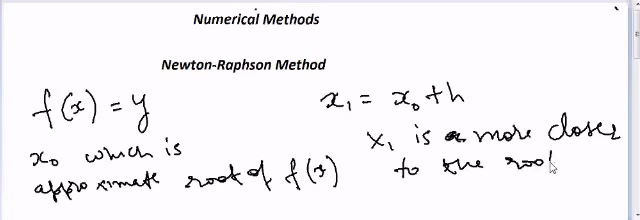 Numerical Methods
Newton-Raphson Method
f(x) = y
x₁ = x₀ + h
x₀ which is
approximate root of f(x)
x₁ is a more closer
to the root